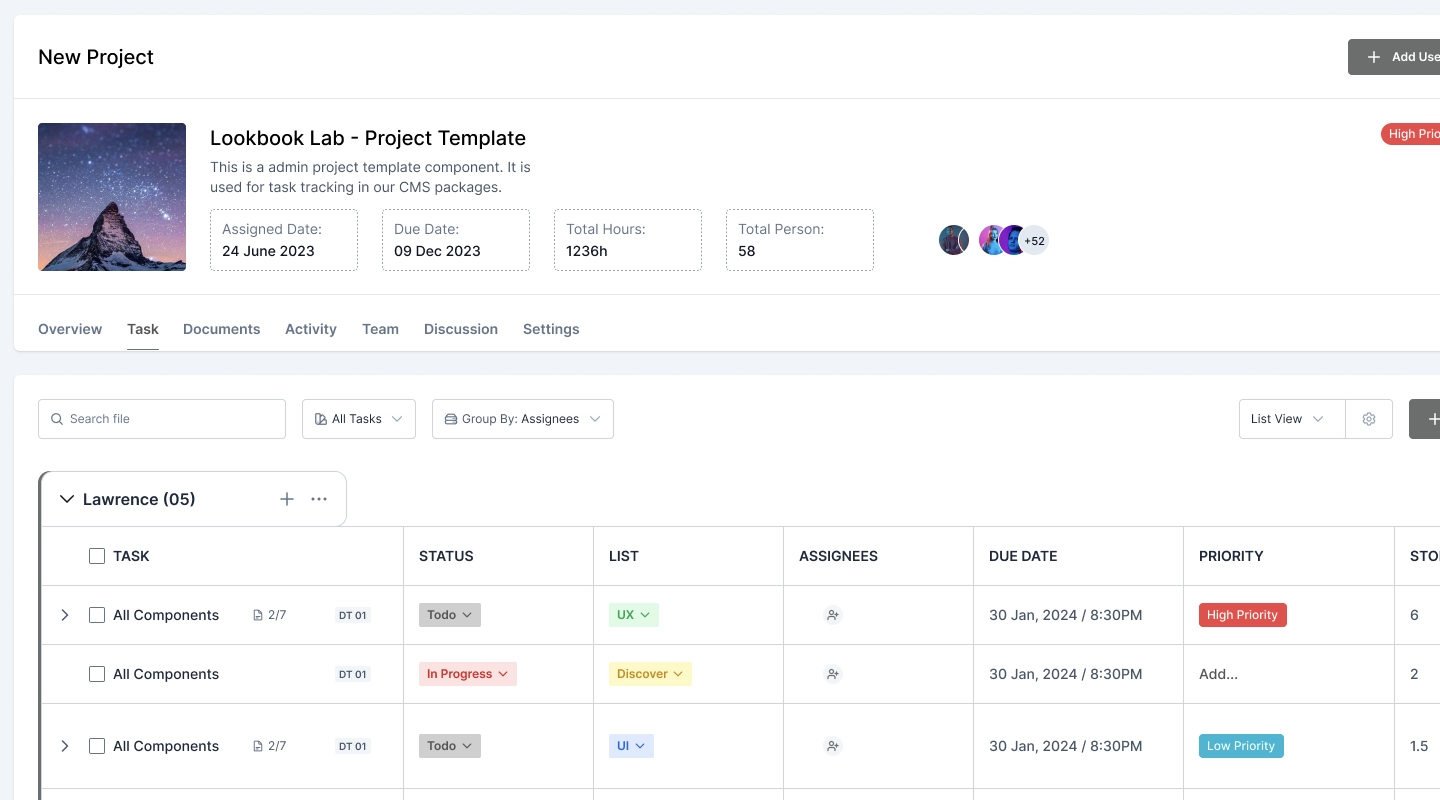 New Project
Add Use
Lookbook Lab - Project Template
High Prio
This is a admin project template component. It is
used for task tracking in our CMS packages.
Assigned Date: Due Date: Total Hours: Total Person:
24 June 2023 09 Dec 2023 1236h 58
+52
Overview Task Documents Activity Team Discussion Settings
Search file All Tasks Group By: Assignees List View
Lawrence (05)
TASK STATUS LIST ASSIGNEES DUE DATE PRIORITY STO
All Components 2/7 DT 01 Todo UX 30 Jan, 2024 / 8:30PM High Priority 6
All Components DT 01 In Progress Discover 30 Jan, 2024 / 8:30PM Add... 2
All Components 2/7 DT 01 Todo UI 30 Jan, 2024 / 8:30PM Low Priority 1.5